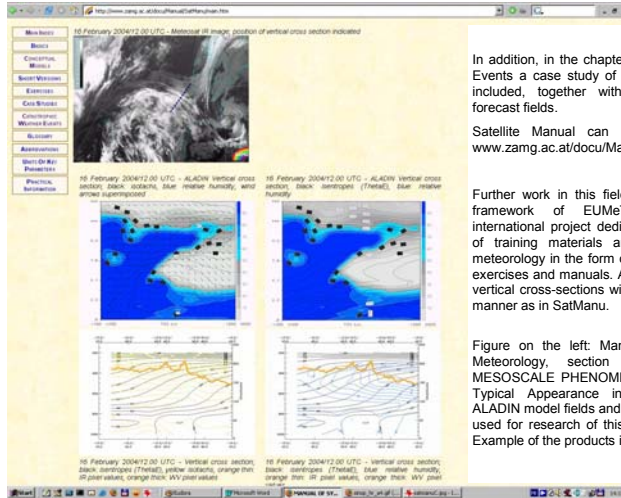 http://www.zamg.ac.at/docu/Manual/SatManu/main.htm
MAIN INDEX
BASICS
CONCEPTUAL
MODELS
SHORT VERSIONS
EXERCISES
CASE STUDIES
CATASTROPHIC
WEATHER EVENTS
GLOSSARY
ABBREVIATIONS
UNITS OF KEY
PARAMETERS
PRACTICAL
INFORMATION
16 February 2004/12.00 UTC - Meteosat IR image; position of vertical cross section indicated
16 February 2004/12.00 UTC - ALADIN Vertical cross
section; black isotachs, blue relative humidity, wind
arrows superimposed
16 February 2004/12.00 UTC - ALADIN Vertical cross
section; black isentropes (ThetaE), blue relative
humidity
16 February 2004/12.00 UTC - Vertical cross section;
black isentropes (ThetaE), yellow isotachs, orange thin:
IR pixel values, orange thick: WV pixel values
16 February 2004/12.00 UTC - Vertical cross section;
black isentropes (ThetaE), blue relative humidity,
orange thin: IR pixel values, orange thick: WV pixel
In addition, in the chapte
Events a case study of
included, together with
forecast fields.
Satellite Manual can
www.zamg.ac.at/docu/Ma
Further work in this fiel
framework of EUMeT
international project dedi
of training materials a
meteorology in the form o
exercises and manuals. A
vertical cross-sections wi
manner as in SatManu.
Figure on the left: Man
Meteorology, section
MESOSCALE PHENOMI
Typical Appearance in
ALADIN model fields and
used for research of this
Example of the products i
Start
Eudora
Microsoft Word
MANUAL OF SY...